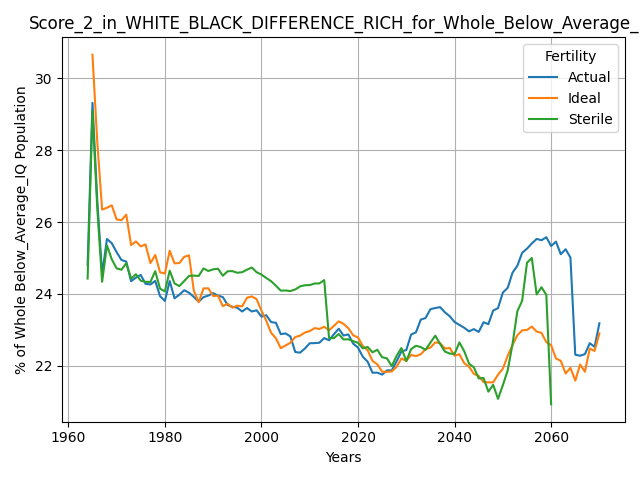 Score_2_in_WHITE_BLACK_DIFFERENCE_RICH_for_Whole_Below_Average_
Fertility
Actual
Ideal
Sterile
% of Whole Below_Average_IQ Population
30
28
26
24
22
1960 1980 2000 2020 2040 2060
Years